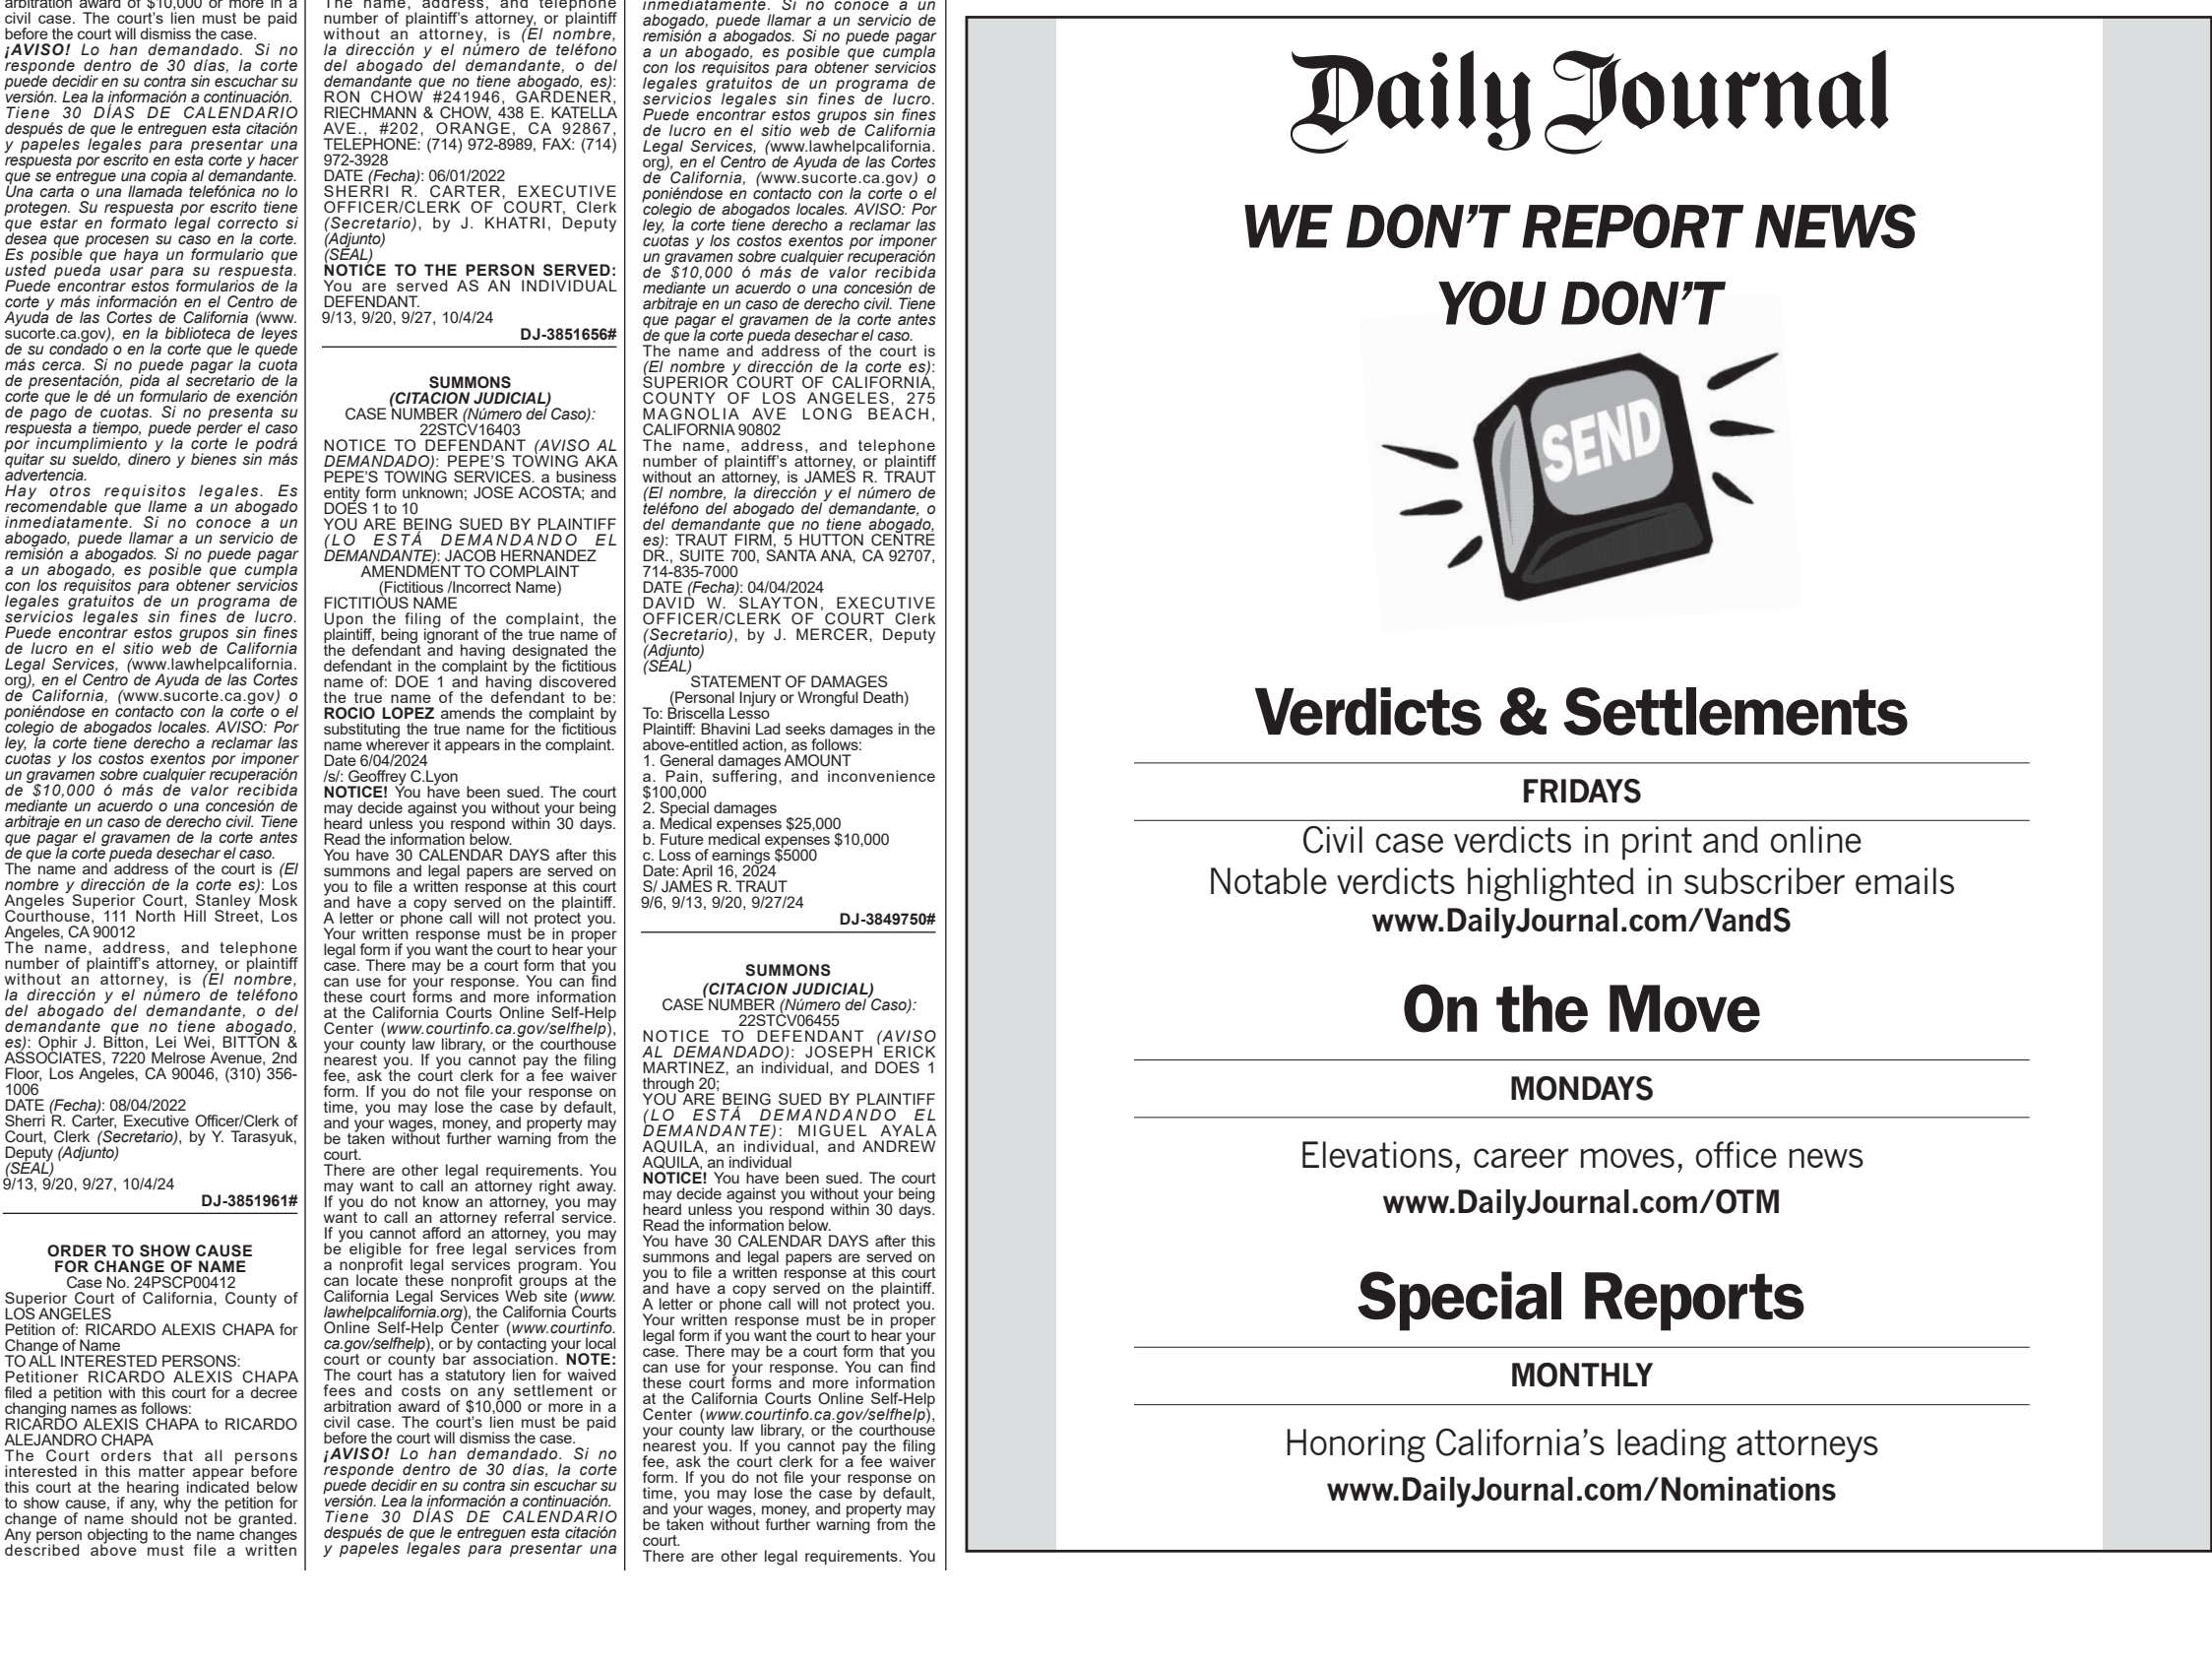 arbitration award of $10,000 or more in a
civil case. The court’s lien must be paid
before the court will dismiss the case.
¡AVISO! Lo han demandado. Si no
responde dentro de 30 días, la corte
puede decidir en su contra sin escuchar su
versión. Lea la información a continuación.
Tiene 30 DÍAS DE CALENDARIO
después de que le entreguen esta citación
y papeles legales para presentar una
respuesta por escrito en esta corte y hacer
que se entregue una copia al demandante.
Una carta o una llamada telefónica no lo
protegen. Su respuesta por escrito tiene
que estar en formato legal correcto si
desea que procesen su caso en la corte.
Es posible que haya un formulario que
usted pueda usar para su respuesta.
Puede encontrar estos formularios de la
corte y más información en el Centro de
Ayuda de las Cortes de California (www.
sucorte.ca.gov), en la biblioteca de leyes
de su condado o en la corte que le quede
más cerca. Si no puede pagar la cuota
de presentación, pida al secretario de la
corte que le dé un formulario de exención
de pago de cuotas. Si no presenta su
respuesta a tiempo, puede perder el caso
por incumplimiento y la corte le podrá
quitar su sueldo, dinero y bienes sin más
advertencia.
Hay otros requisitos legales. Es
recomendable que llame a un abogado
inmediatamente. Si no conoce a un
abogado, puede llamar a un servicio de
remisión a abogados. Si no puede pagar
a un abogado, es posible que cumpla
con los requisitos para obtener servicios
legales gratuitos de un programa de
servicios legales sin fines de lucro.
Puede encontrar estos grupos sin fines
de lucro en el sitio web de California
Legal Services, (www.lawhelpcalifornia.
org), en el Centro de Ayuda de las Cortes
de California, (www.sucorte.ca.gov) o
poniéndose en contacto con la corte o el
colegio de abogados locales. AVISO: Por
ley, la corte tiene derecho a reclamar las
cuotas y los costos exentos por imponer
un gravamen sobre cualquier recuperación
de $10,000 ó más de valor recibida
mediante un acuerdo o una concesión de
arbitraje en un caso de derecho civil. Tiene
que pagar el gravamen de la corte antes
de que la corte pueda desechar el caso.
The name and address of the court is (El
nombre y dirección de la corte es): Los
Angeles Superior Court, Stanley Mosk
Courthouse, 111 North Hill Street, Los
Angeles, CA 90012
The name, address, and telephone
number of plaintiff’s attorney, or plaintiff
without an attorney, is (El nombre,
la dirección y el número de teléfono
del abogado del demandante, o del
demandante que no tiene abogado,
es): Ophir J. Bitton, Lei Wei, BITTON &
ASSOCIATES, 7220 Melrose Avenue, 2nd
Floor, Los Angeles, CA 90046, (310) 356-
1006
DATE (Fecha): 08/04/2022
Sherri R. Carter, Executive Officer/Clerk of
Court, Clerk (Secretario), by Y. Tarasyuk,
Deputy (Adjunto)
(SEAL)
9/13, 9/20, 9/27, 10/4/24
DJ-3851961#
ORDER TO SHOW CAUSE
FOR CHANGE OF NAME
Case No. 24PSCP00412
Superior Court of California, County of
LOS ANGELES
Petition of: RICARDO ALEXIS CHAPA for
Change of Name
TO ALL INTERESTED PERSONS:
Petitioner RICARDO ALEXIS CHAPA
filed a petition with this court for a decree
changing names as follows:
RICARDO ALEXIS CHAPA to RICARDO
ALEJANDRO CHAPA
The Court orders that all persons
interested in this matter appear before
this court at the hearing indicated below
to show cause, if any, why the petition for
change of name should not be granted.
Any person objecting to the name changes
described above must file a written
The name, address, and telephone
number of plaintiff’s attorney, or plaintiff
without an attorney, is (El nombre,
la dirección y el número de teléfono
del abogado del demandante, o del
demandante que no tiene abogado, es):
RON CHOW #241946, GARDENER,
RIECHMANN & CHOW, 438 E. KATELLA
AVE., #202, ORANGE, CA 92867,
TELEPHONE: (714) 972-8989, FAX: (714)
972-3928
DATE (Fecha): 06/01/2022
SHERRI R. CARTER, EXECUTIVE
OFFICER/CLERK OF COURT, Clerk
(Secretario), by J. KHATRI, Deputy
(Adjunto)
(SEAL)
NOTICE TO THE PERSON SERVED:
You are served AS AN INDIVIDUAL
DEFENDANT.
9/13, 9/20, 9/27, 10/4/24
DJ-3851656#
SUMMONS
(CITACION JUDICIAL)
CASE NUMBER (Número del Caso):
22STCV16403
NOTICE TO DEFENDANT (AVISO AL
DEMANDADO): PEPE’S TOWING AKA
PEPE’S TOWING SERVICES. a business
entity form unknown; JOSE ACOSTA; and
DOES 1 to 10
YOU ARE BEING SUED BY PLAINTIFF
(LO ESTÁ DEMANDANDO EL
DEMANDANTE): JACOB HERNANDEZ
AMENDMENT TO COMPLAINT
(Fictitious /Incorrect Name)
FICTITIOUS NAME
Upon the filing of the complaint, the
plaintiff, being ignorant of the true name of
the defendant and having designated the
defendant in the complaint by the fictitious
name of: DOE 1 and having discovered
the true name of the defendant to be:
ROCIO LOPEZ amends the complaint by
substituting the true name for the fictitious
name wherever it appears in the complaint.
Date 6/04/2024
/s/: Geoffrey C.Lyon
NOTICE! You have been sued. The court
may decide against you without your being
heard unless you respond within 30 days.
Read the information below.
You have 30 CALENDAR DAYS after this
summons and legal papers are served on
you to file a written response at this court
and have a copy served on the plaintiff.
A letter or phone call will not protect you.
Your written response must be in proper
legal form if you want the court to hear your
case. There may be a court form that you
can use for your response. You can find
these court forms and more information
at the California Courts Online Self-Help
Center (www.courtinfo.ca.gov/selfhelp),
your county law library, or the courthouse
nearest you. If you cannot pay the filing
fee, ask the court clerk for a fee waiver
form. If you do not file your response on
time, you may lose the case by default,
and your wages, money, and property may
be taken without further warning from the
court.
There are other legal requirements. You
may want to call an attorney right away.
If you do not know an attorney, you may
want to call an attorney referral service.
If you cannot afford an attorney, you may
be eligible for free legal services from
a nonprofit legal services program. You
can locate these nonprofit groups at the
California Legal Services Web site (www.
lawhelpcalifornia.org), the California Courts
Online Self-Help Center (www.courtinfo.
ca.gov/selfhelp), or by contacting your local
court or county bar association. NOTE:
The court has a statutory lien for waived
fees and costs on any settlement or
arbitration award of $10,000 or more in a
civil case. The court’s lien must be paid
before the court will dismiss the case.
¡AVISO! Lo han demandado. Si no
responde dentro de 30 días, la corte
puede decidir en su contra sin escuchar su
versión. Lea la información a continuación.
Tiene 30 DÍAS DE CALENDARIO
después de que le entreguen esta citación
y papeles legales para presentar una
inmediatamente. Si no conoce a un
abogado, puede llamar a un servicio de
remisión a abogados. Si no puede pagar
a un abogado, es posible que cumpla
con los requisitos para obtener servicios
legales gratuitos de un programa de
servicios legales sin fines de lucro.
Puede encontrar estos grupos sin fines
de lucro en el sitio web de California
Legal Services, (www.lawhelpcalifornia.
org), en el Centro de Ayuda de las Cortes
de California, (www.sucorte.ca.gov) o
poniéndose en contacto con la corte o el
colegio de abogados locales. AVISO: Por
ley, la corte tiene derecho a reclamar las
cuotas y los costos exentos por imponer
un gravamen sobre cualquier recuperación
de $10,000 ó más de valor recibida
mediante un acuerdo o una concesión de
arbitraje en un caso de derecho civil. Tiene
que pagar el gravamen de la corte antes
de que la corte pueda desechar el caso.
The name and address of the court is
(El nombre y dirección de la corte es):
SUPERIOR COURT OF CALIFORNIA,
COUNTY OF LOS ANGELES, 275
MAGNOLIA AVE LONG BEACH,
CALIFORNIA 90802
The name, address, and telephone
number of plaintiff’s attorney, or plaintiff
without an attorney, is JAMES R. TRAUT
(El nombre, la dirección y el número de
teléfono del abogado del demandante, o
del demandante que no tiene abogado,
es): TRAUT FIRM, 5 HUTTON CENTRE
DR., SUITE 700, SANTA ANA, CA 92707,
714-835-7000
DATE (Fecha): 04/04/2024
DAVID W. SLAYTON, EXECUTIVE
OFFICER/CLERK OF COURT Clerk
(Secretario), by J. MERCER, Deputy
(Adjunto)
(SEAL)
STATEMENT OF DAMAGES
(Personal Injury or Wrongful Death)
To: Briscella Lesso
Plaintiff: Bhavini Lad seeks damages in the
above-entitled action, as follows:
1. General damages AMOUNT
a. Pain, suffering, and inconvenience
$100,000
2. Special damages
a. Medical expenses $25,000
b. Future medical expenses $10,000
c. Loss of earnings $5000
Date: April 16, 2024
S/ JAMES R. TRAUT
9/6, 9/13, 9/20, 9/27/24
DJ-3849750#
SUMMONS
(CITACION JUDICIAL)
CASE NUMBER (Número del Caso):
22STCV06455
NOTICE TO DEFENDANT (AVISO
AL DEMANDADO): JOSEPH ERICK
MARTINEZ, an individual, and DOES 1
through 20;
YOU ARE BEING SUED BY PLAINTIFF
(LO ESTÁ DEMANDANDO EL
DEMANDANTE): MIGUEL AYALA
AQUILA, an individual, and ANDREW
AQUILA, an individual
NOTICE! You have been sued. The court
may decide against you without your being
heard unless you respond within 30 days.
Read the information below.
You have 30 CALENDAR DAYS after this
summons and legal papers are served on
you to file a written response at this court
and have a copy served on the plaintiff.
A letter or phone call will not protect you.
Your written response must be in proper
legal form if you want the court to hear your
case. There may be a court form that you
can use for your response. You can find
these court forms and more information
at the California Courts Online Self-Help
Center (www.courtinfo.ca.gov/selfhelp),
your county law library, or the courthouse
nearest you. If you cannot pay the filing
fee, ask the court clerk for a fee waiver
form. If you do not file your response on
time, you may lose the case by default,
and your wages, money, and property may
be taken without further warning from the
court.
There are other legal requirements. You
Daily Journal
WE DON’T REPORT NEWS
YOU DON’T
SEND
Verdicts & Settlements
FRIDAYS
Civil case verdicts in print and online
Notable verdicts highlighted in subscriber emails
www.DailyJournal.com/VandS
On the Move
MONDAYS
Elevations, career moves, office news
www.DailyJournal.com/OTM
Special Reports
MONTHLY
Honoring California’s leading attorneys
www.DailyJournal.com/Nominations